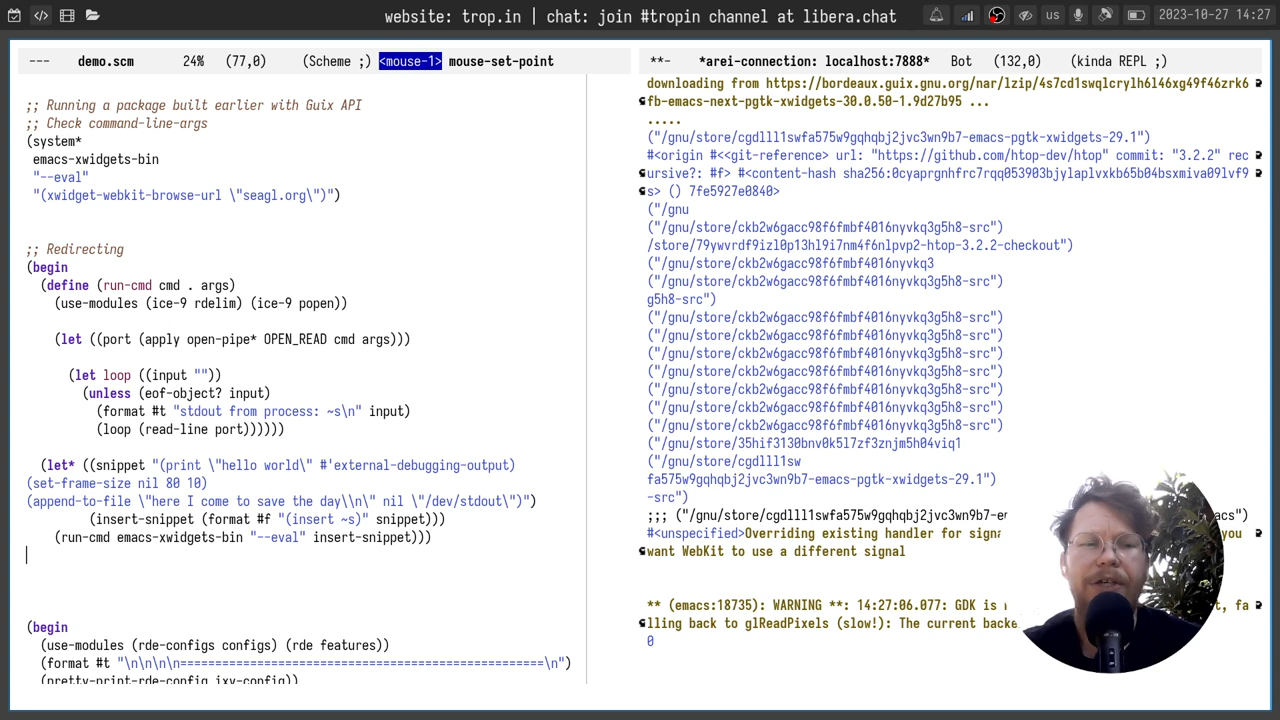 website: trop.in | chat: join #tropin channel at libera.chat
us
2023-10-27 14:27
--- demo.scm 24% (77,0) (Scheme ;) <mouse-1> mouse-set-point
;; Running a package built earlier with Guix API
;; Check command-line-args
(system*
emacs-xwidgets-bin
"--eval"
"(xwidget-webkit-browse-url \"seagl.org\")")
;; Redirecting
(begin
(define (run-cmd cmd . args)
(use-modules (ice-9 rdelim) (ice-9 popen))
(let ((port (apply open-pipe* OPEN_READ cmd args)))
(let loop ((input ""))
(unless (eof-object? input)
(format #t "stdout from process: ~s\n" input)
(loop (read-line port))))))
(let* ((snippet "(print \"hello world\" #'external-debugging-output)
(set-frame-size nil 80 10)
(append-to-file \"here I come to save the day\\n\" nil \"/dev/stdout\")")
(insert-snippet (format #f "(insert ~s)" snippet)))
(run-cmd emacs-xwidgets-bin "--eval" insert-snippet)))
(begin
(use-modules (rde-configs configs) (rde features))
(format #t "\n\n\n\n====================================================\n")
(pretty-print-rde-config ixy-config))
**- *arei-connection: localhost:7888* Bot (132,0) (kinda REPL ;)
downloading from https://bordeaux.guix.gnu.org/nar/lzip/4s7cd1swqlcrylh6l46xg49f46zrk6
fb-emacs-next-pgtk-xwidgets-30.0.50-1.9d27b95 ...
.....
("/gnu/store/cgdlll1swfa575w9gqhqbj2jvc3wn9b7-emacs-pgtk-xwidgets-29.1")
#<origin #<<git-reference> url: "https://github.com/htop-dev/htop" commit: "3.2.2" rec
ursive?: #f> #<content-hash sha256:0cyaprgnhfrc7rqq053903bjylaplvxkb65b04bsxmiva09lvf9
s> () 7fe5927e0840>
("/gnu
("/gnu/store/ckb2w6gacc98f6fmbf4016nyvkq3g5h8-src")
/store/79ywvrdf9izl0p13hl9i7nm4f6nlpvp2-htop-3.2.2-checkout")
("/gnu/store/ckb2w6gacc98f6fmbf4016nyvkq3
("/gnu/store/ckb2w6gacc98f6fmbf4016nyvkq3g5h8-src")
g5h8-src")
("/gnu/store/ckb2w6gacc98f6fmbf4016nyvkq3g5h8-src")
("/gnu/store/ckb2w6gacc98f6fmbf4016nyvkq3g5h8-src")
("/gnu/store/ckb2w6gacc98f6fmbf4016nyvkq3g5h8-src")
("/gnu/store/ckb2w6gacc98f6fmbf4016nyvkq3g5h8-src")
("/gnu/store/ckb2w6gacc98f6fmbf4016nyvkq3g5h8-src")
("/gnu/store/ckb2w6gacc98f6fmbf4016nyvkq3g5h8-src")
("/gnu/store/ckb2w6gacc98f6fmbf4016nyvkq3g5h8-src")
("/gnu/store/35hif3130bnv0k5l7zf3znjm5h04viq1
("/gnu/store/cgdlll1sw
fa575w9gqhqbj2jvc3wn9b7-emacs-pgtk-xwidgets-29.1")
-src")
;;; ("/gnu/store/cgdlll1swfa575w9gqhqbj2jvc3wn9b7-em acs")
#<unspecified>Overriding existing handler for signa you
want WebKit to use a different signal
** (emacs:18735): WARNING **: 14:27:06.077: GDK is t, fa
lling back to glReadPixels (slow!): The current backe
0